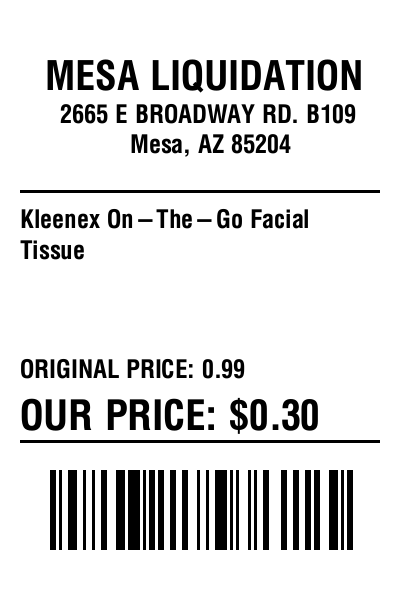 MESA LIQUIDATION
2665 E BROADWAY RD. B109
Mesa, AZ 85204
Kleenex On–The–Go Facial
Tissue
ORIGINAL PRICE: 0.99
OUR PRICE: $0.30